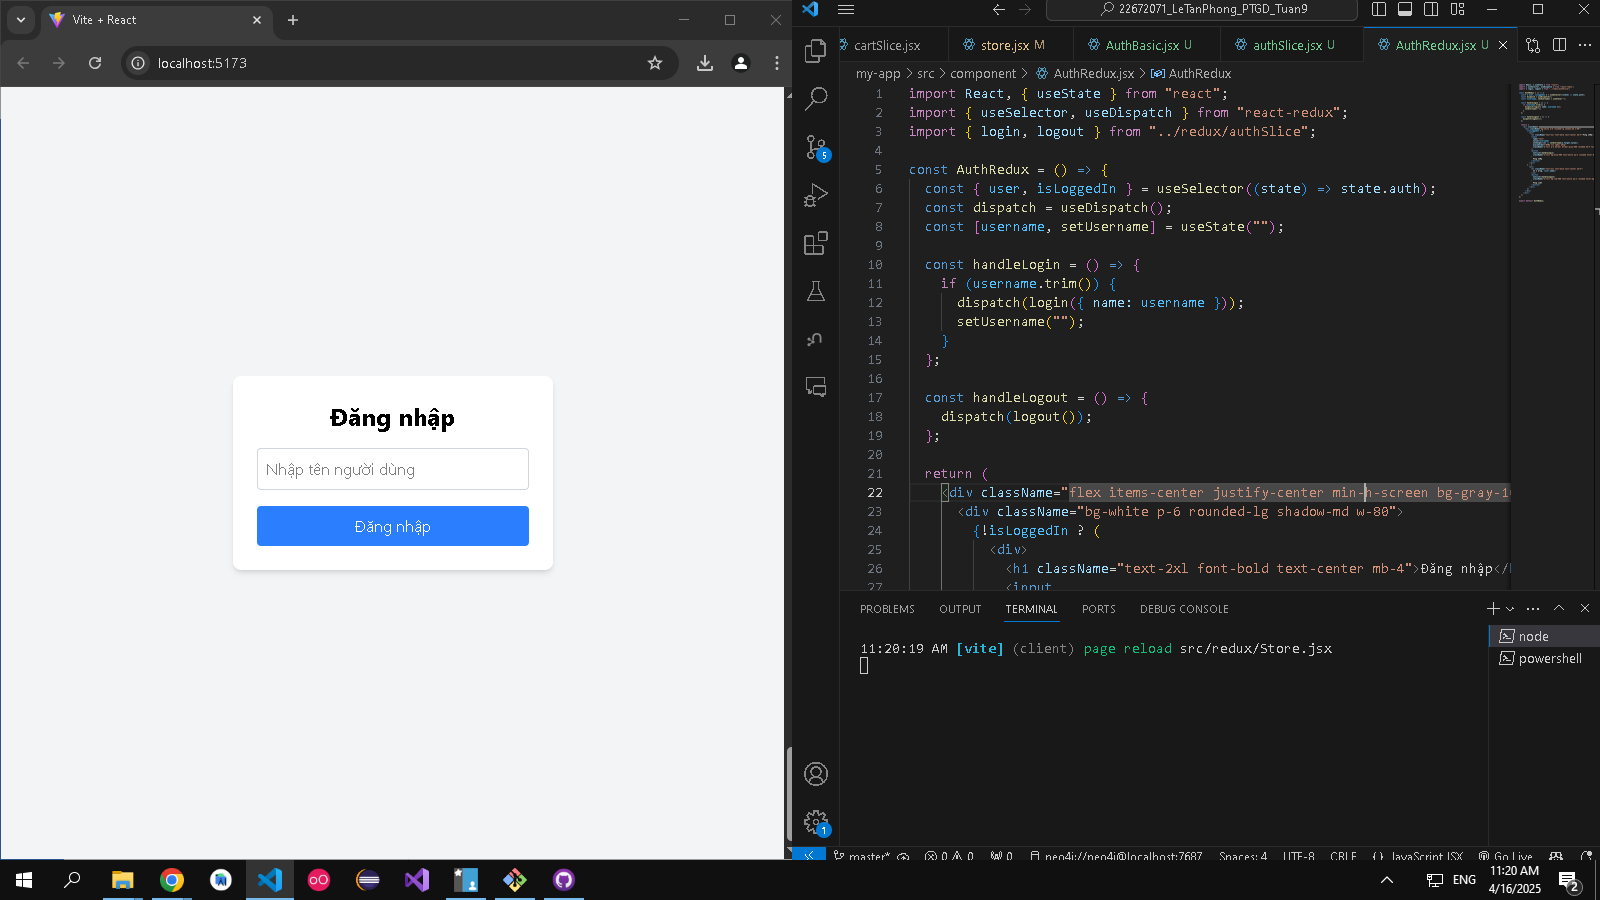 Vite + React
localhost:5173
Đăng nhập
Nhập tên người dùng
Đăng nhập
22672071_LeTanPhong_PTGD_Tuan9
cartSlice.jsx
store.jsx M
AuthBasic.jsx U
authSlice.jsx U
AuthRedux.jsx U
my-app > src > component > AuthRedux.jsx > AuthRedux
1 import React, { useState } from "react";
2 import { useSelector, useDispatch } from "react-redux";
3 import { login, logout } from "../redux/authSlice";
4
5 const AuthRedux = () => {
6 const { user, isLoggedIn } = useSelector((state) => state.auth);
7 const dispatch = useDispatch();
8 const [username, setUsername] = useState("");
9
10 const handleLogin = () => {
11 if (username.trim()) {
12 dispatch(login({ name: username }));
13 setUsername("");
14 }
15 };
16
17 const handleLogout = () => {
18 dispatch(logout());
19 };
20
21 return (
22 <div className="flex items-center justify-center min-h-screen bg-gray-10
23 <div className="bg-white p-6 rounded-lg shadow-md w-80">
24 {!isLoggedIn ? (
25 <div>
26 <h1 className="text-2xl font-bold text-center mb-4">Đăng nhập</h
27 <input
5
1
PROBLEMS OUTPUT TERMINAL PORTS DEBUG CONSOLE
11:20:19 AM [vite] (client) page reload src/redux/Store.jsx
node
powershell
master* 0 0 0 neo4j://neo4j@localhost:7687 Spaces: 4 UTF-8 CRLF {} JavaScript JSX Go Live
ENG
11:20 AM
4/16/2025
2